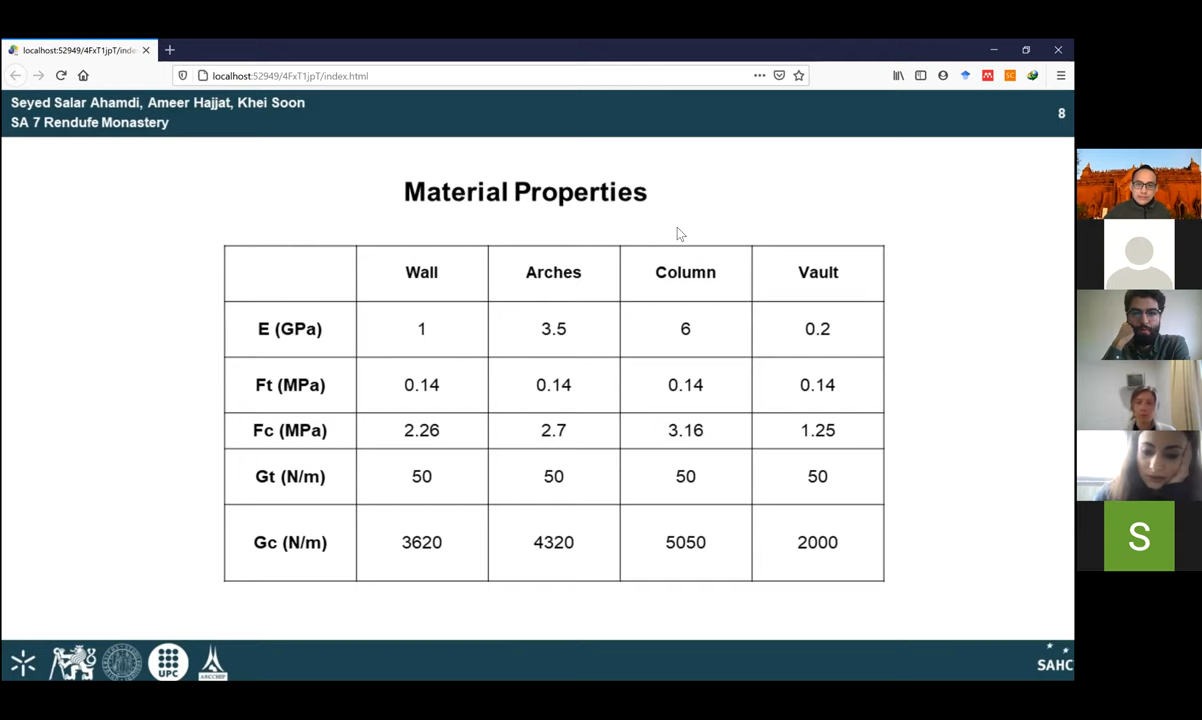 localhost:52949/4FxT1jpT/inde
localhost:52949/4FxT1jpT/index.html
SC
Seyed Salar Ahamdi, Ameer Hajjat, Khei Soon
SA 7 Rendufe Monastery
8
Material Properties
Wall Arches Column Vault
E (GPa) 1 3.5 6 0.2
Ft (MPa) 0.14 0.14 0.14 0.14
Fc (MPa) 2.26 2.7 3.16 1.25
Gt (N/m) 50 50 50 50
Gc (N/m) 3620 4320 5050 2000
S
UPC
SAHC